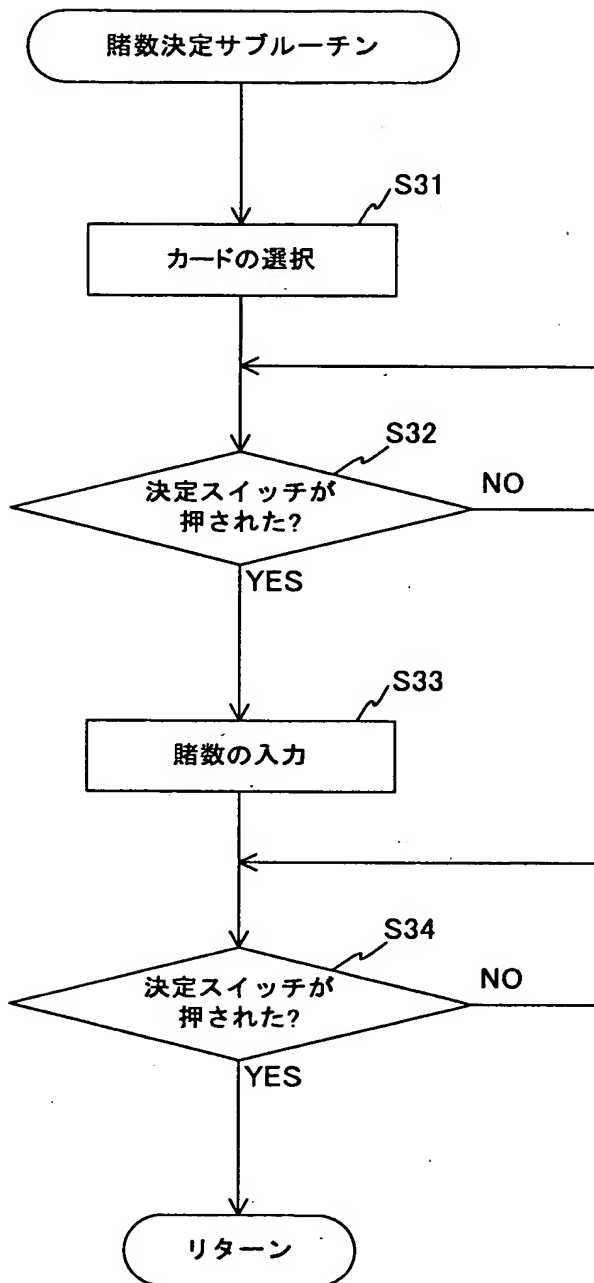 賭数決定サブルーチン
S31
カードの選択
S32
決定スイッチが
押された?
NO
YES
S33
賭数の入力
S34
決定スイッチが
押された?
NO
YES
リターン